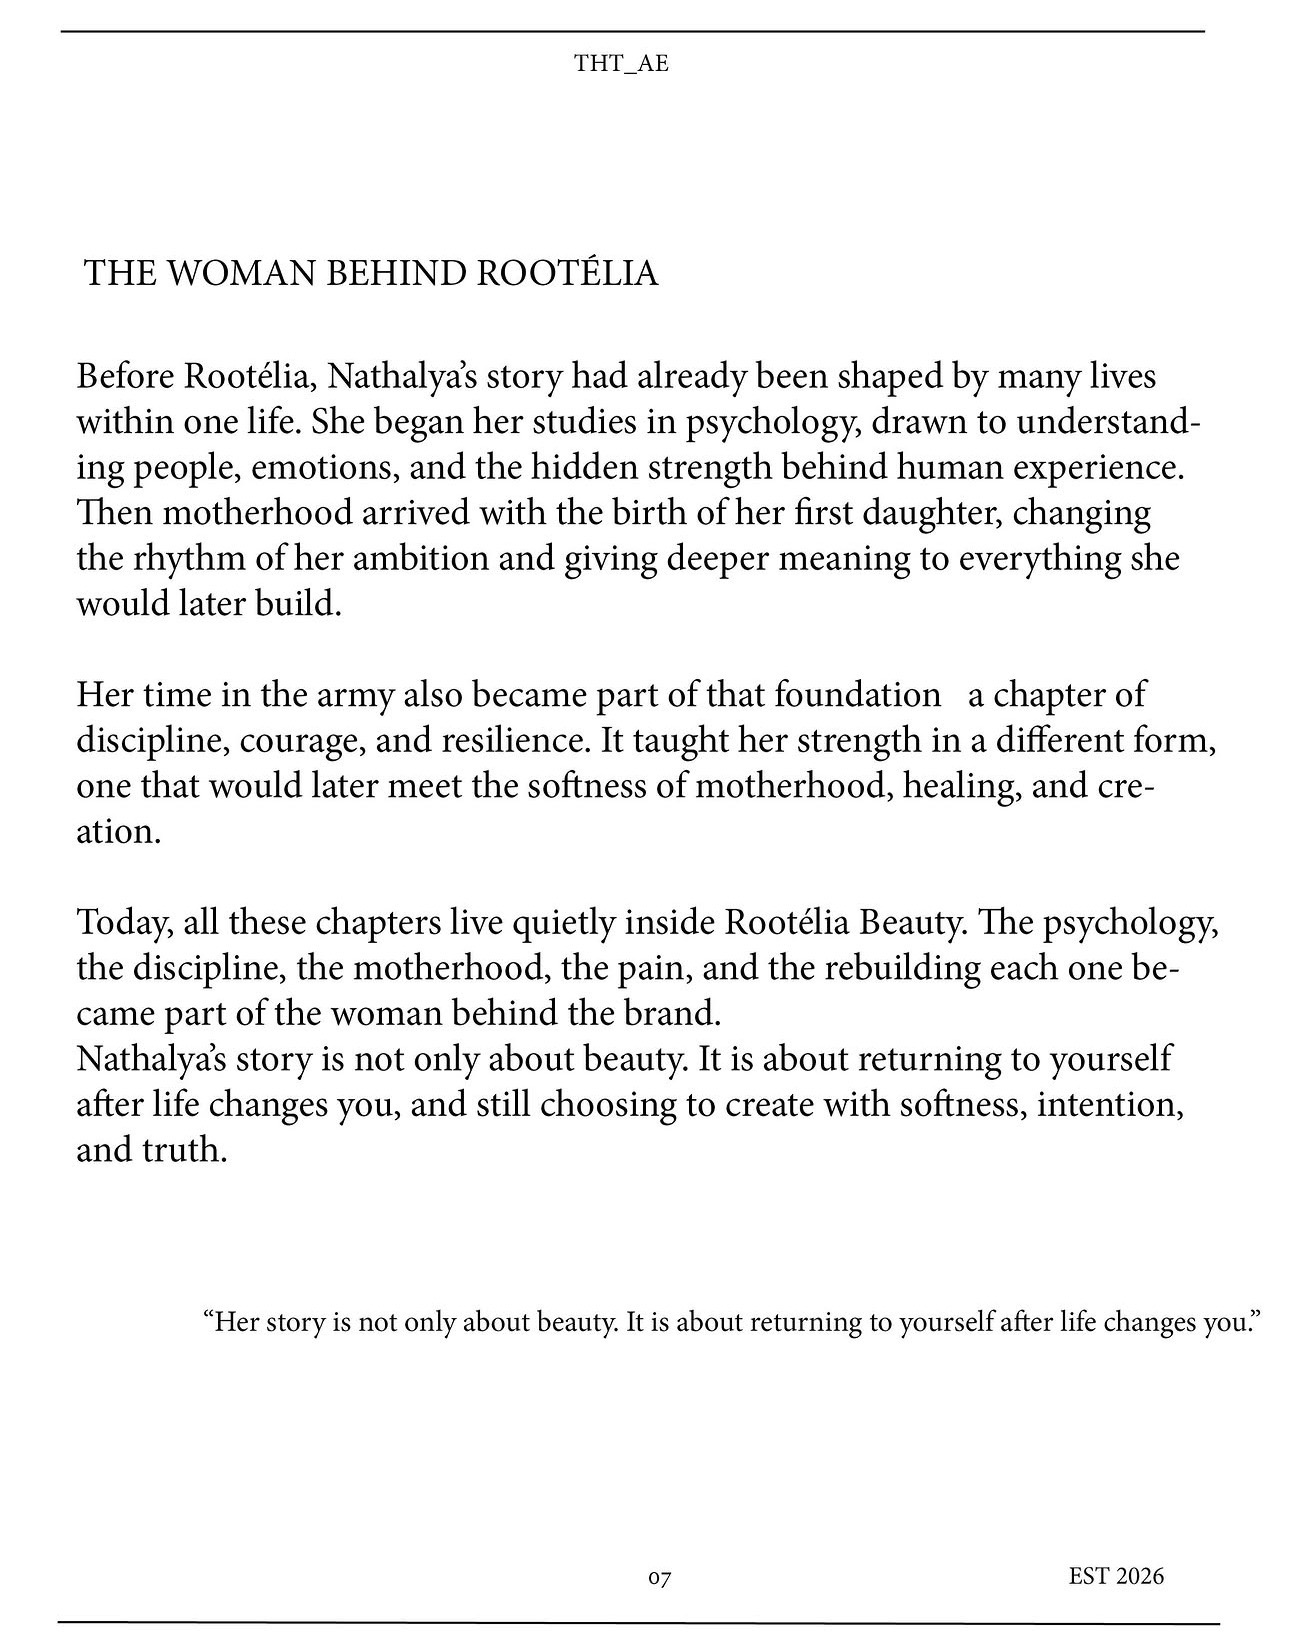 THT_AE
THE WOMAN BEHIND ROOTÉLIA
Before Rootélia, Nathalya’s story had already been shaped by many lives
within one life. She began her studies in psychology, drawn to understand-
ing people, emotions, and the hidden strength behind human experience.
Then motherhood arrived with the birth of her first daughter, changing
the rhythm of her ambition and giving deeper meaning to everything she
would later build.
Her time in the army also became part of that foundation   a chapter of
discipline, courage, and resilience. It taught her strength in a different form,
one that would later meet the softness of motherhood, healing, and cre-
ation.
Today, all these chapters live quietly inside Rootélia Beauty. The psychology,
the discipline, the motherhood, the pain, and the rebuilding each one be-
came part of the woman behind the brand.
Nathalya’s story is not only about beauty. It is about returning to yourself
after life changes you, and still choosing to create with softness, intention,
and truth.
“Her story is not only about beauty. It is about returning to yourself after life changes you.”
07
EST 2026